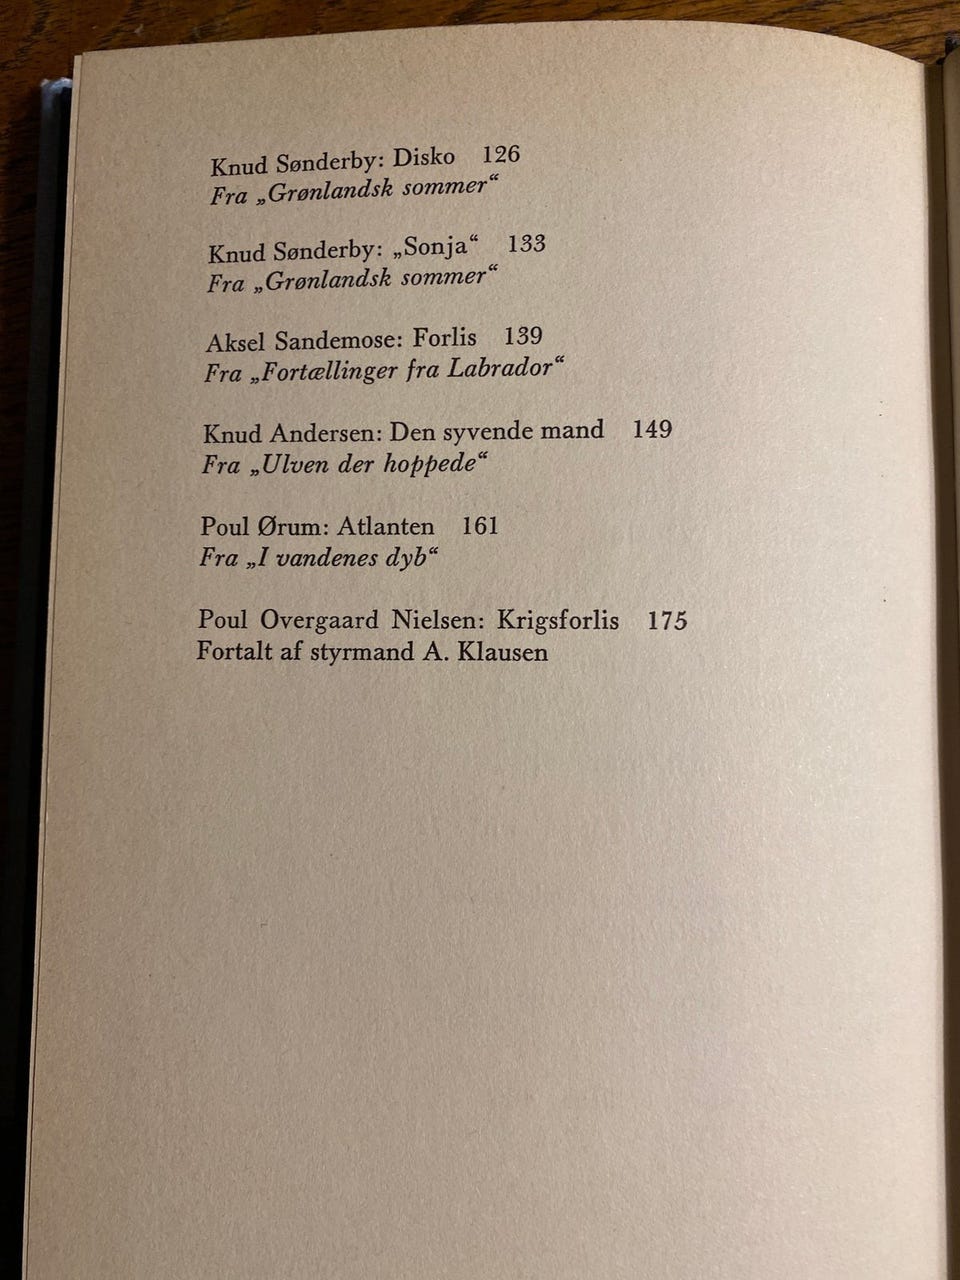 Knud Sønderby: Disko 126
Fra „Grønlandsk sommer“
Knud Sønderby: „Sonja“ 133
Fra „Grønlandsk sommer“
Aksel Sandemose: Forlis 139
Fra „Fortællinger fra Labrador“
Knud Andersen: Den syvende mand 149
Fra „Ulven der hoppede“
Poul Ørum: Atlanten 161
Fra „I vandenes dyb“
Poul Overgaard Nielsen: Krigsforlis 175
Fortalt af styrmand A. Klausen